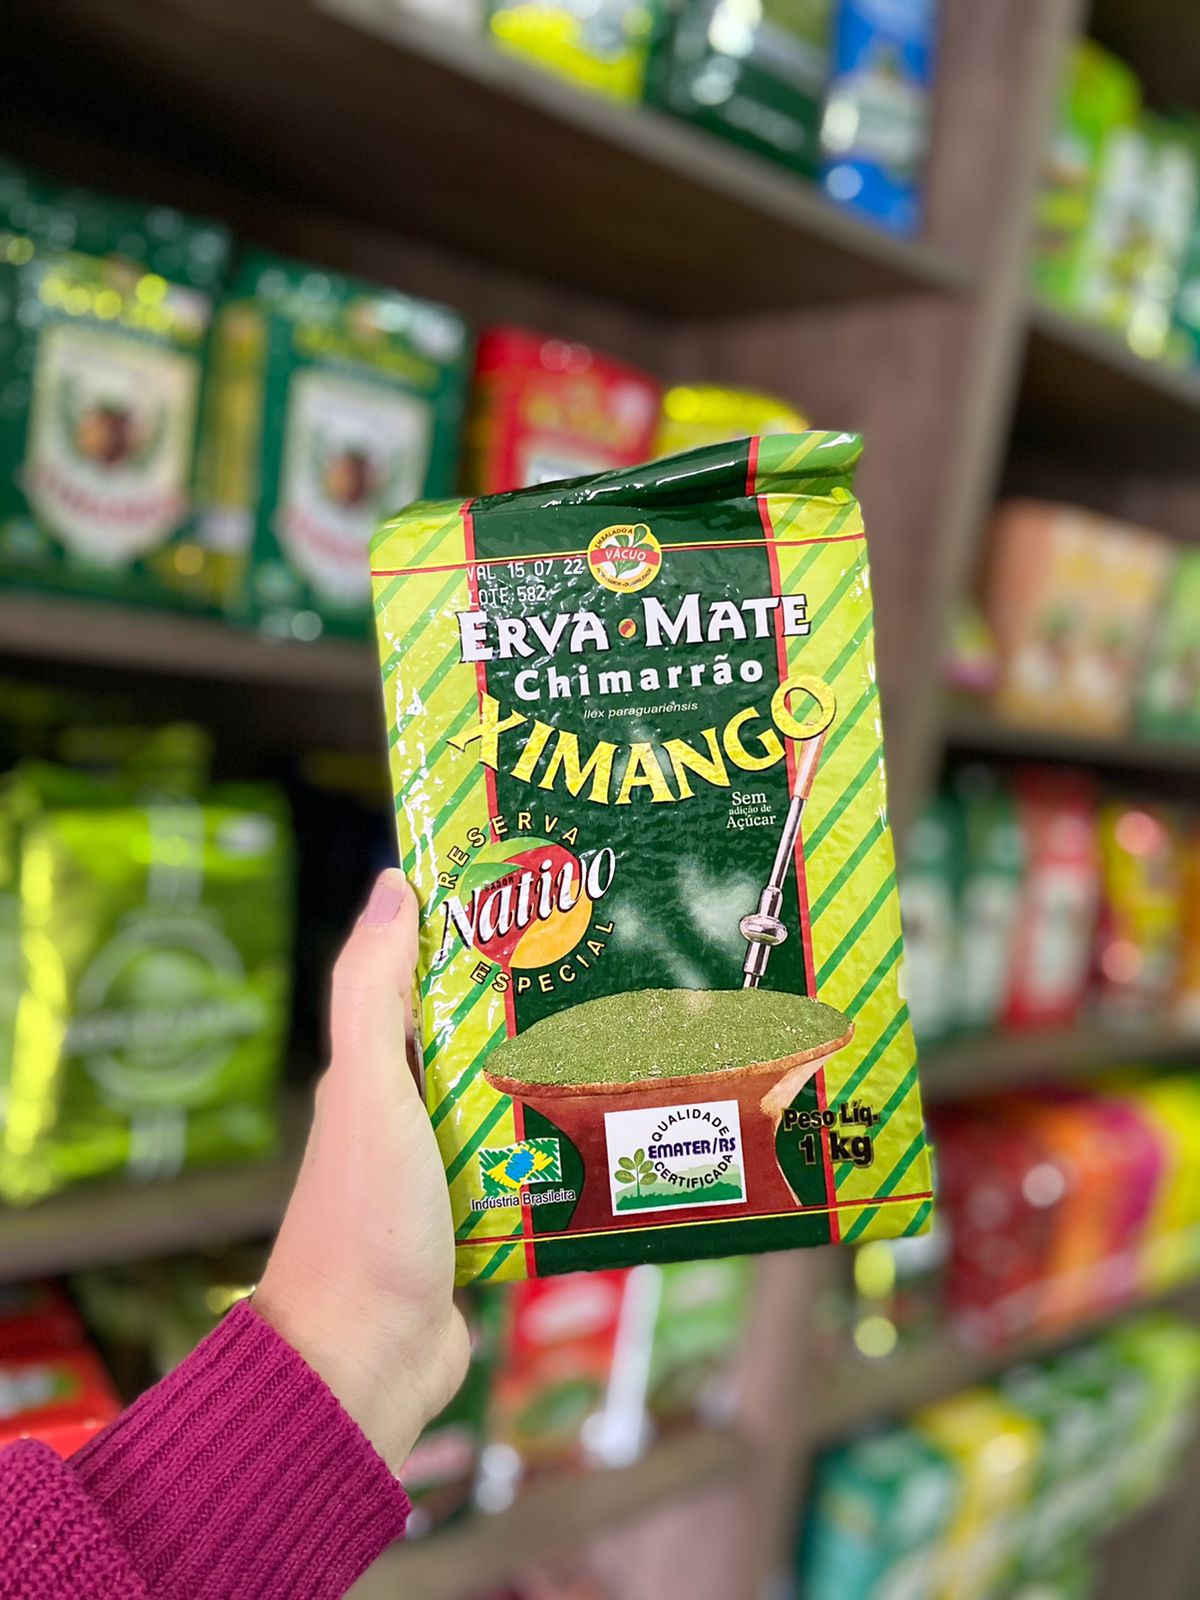 EMBALADO A
VÁCUO
VAL 15 07 22
LOTE 582
ERVA MATE
Chimarrão
Ilex paraguariensis
XIMANGO
Sem
adição de
Açúcar
RESERVA
SABOR
Nativo
ESPECIAL
QUALIDADE
EMATER/RS
CERTIFICADA
Peso Líq.
1 kg
Indústria Brasileira